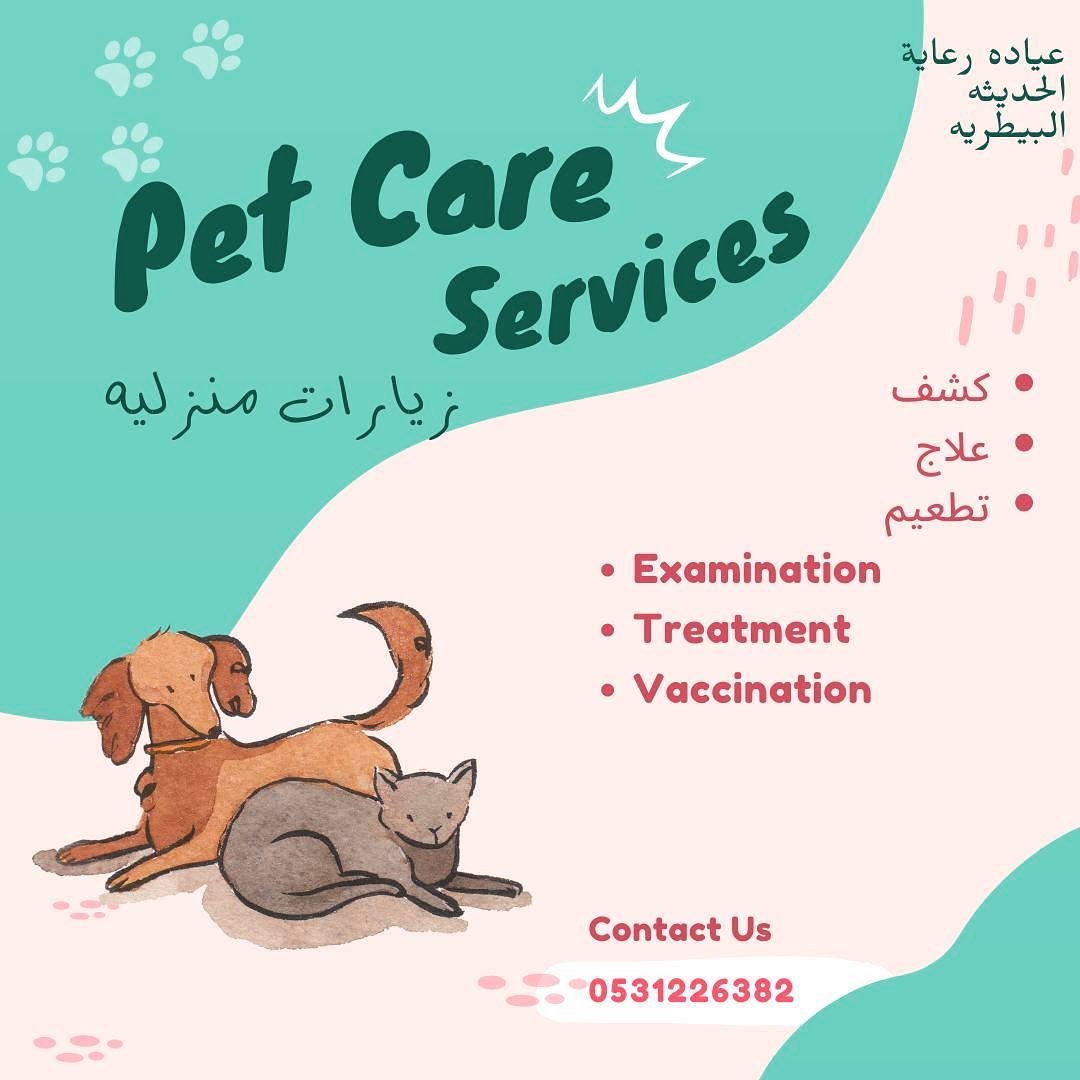 عياده رعاية
الحديثه
البيطريه
Pet Care
Services
زيارات منزليه
كشف
علاج
تطعيم
Examination
Treatment
Vaccination
Contact Us
0531226382